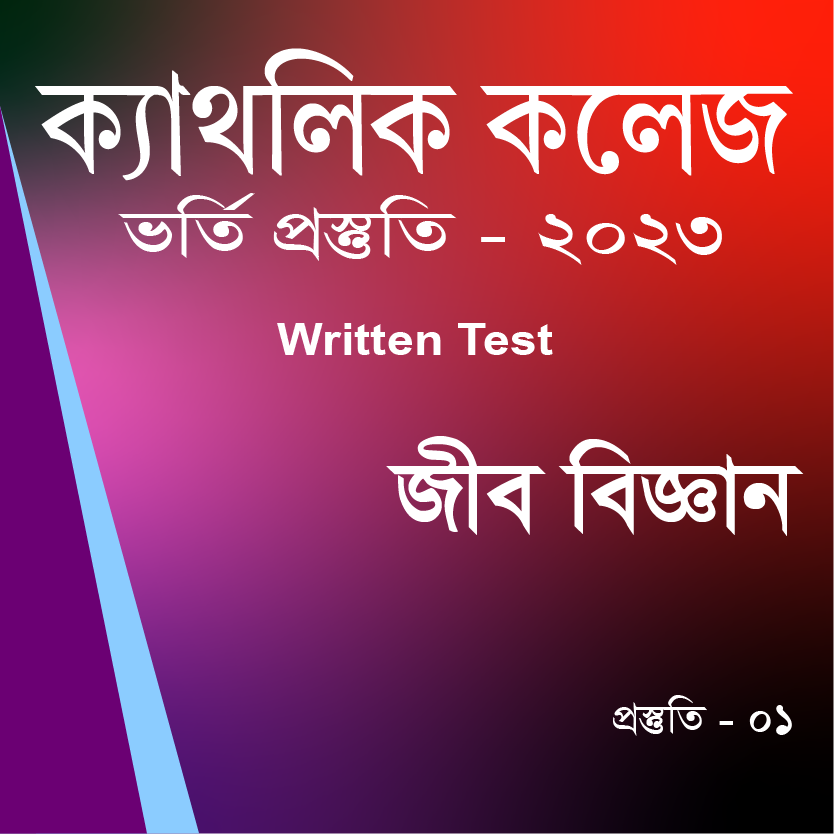 ক্যাথলিক কলেজ
ভর্তি প্রস্তুতি - ২০২৩
Written Test
জীব বিজ্ঞান
প্রস্তুতি - ০১